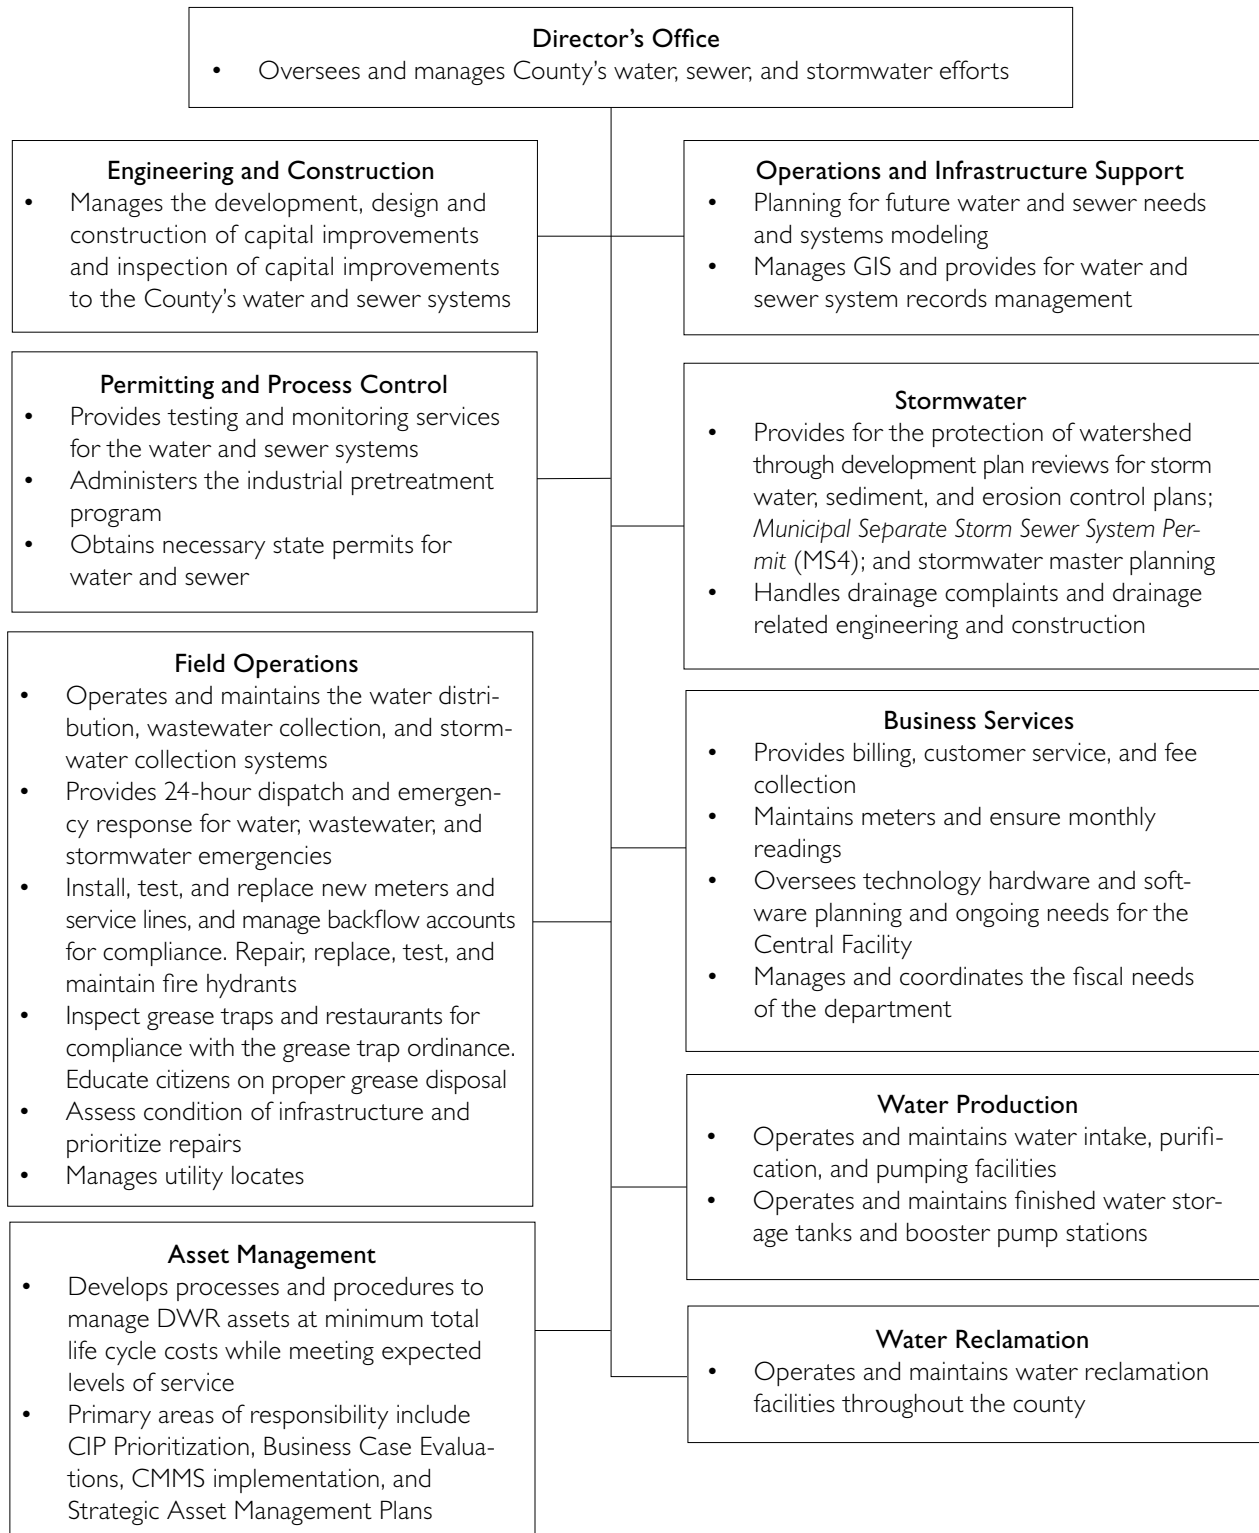 Director’s Office
• Oversees and manages County’s water, sewer, and stormwater efforts
Engineering and Construction
• Manages the development, design and
construction of capital improvements
and inspection of capital improvements
to the County’s water and sewer systems
Permitting and Process Control
• Provides testing and monitoring services
for the water and sewer systems
• Administers the industrial pretreatment
program
• Obtains necessary state permits for
water and sewer
Field Operations
• Operates and maintains the water distri-
bution, wastewater collection, and storm-
water collection systems
• Provides 24-hour dispatch and emergen-
cy response for water, wastewater, and
stormwater emergencies
• Install, test, and replace new meters and
service lines, and manage backflow accounts
for compliance. Repair, replace, test, and
maintain fire hydrants
• Inspect grease traps and restaurants for
compliance with the grease trap ordinance.
Educate citizens on proper grease disposal
• Assess condition of infrastructure and
prioritize repairs
• Manages utility locates
Asset Management
• Develops processes and procedures to
manage DWR assets at minimum total
life cycle costs while meeting expected
levels of service
• Primary areas of responsibility include
CIP Prioritization, Business Case Evalua-
tions, CMMS implementation, and
Strategic Asset Management Plans
Operations and Infrastructure Support
• Planning for future water and sewer needs
and systems modeling
• Manages GIS and provides for water and
sewer system records management
Stormwater
• Provides for the protection of watershed
through development plan reviews for storm
water, sediment, and erosion control plans;
Municipal Separate Storm Sewer System Per-
mit (MS4); and stormwater master planning
• Handles drainage complaints and drainage
related engineering and construction
Business Services
• Provides billing, customer service, and fee
collection
• Maintains meters and ensure monthly
readings
• Oversees technology hardware and soft-
ware planning and ongoing needs for the
Central Facility
• Manages and coordinates the fiscal needs
of the department
Water Production
• Operates and maintains water intake, purifi-
cation, and pumping facilities
• Operates and maintains finished water stor-
age tanks and booster pump stations
Water Reclamation
• Operates and maintains water reclamation
facilities throughout the county